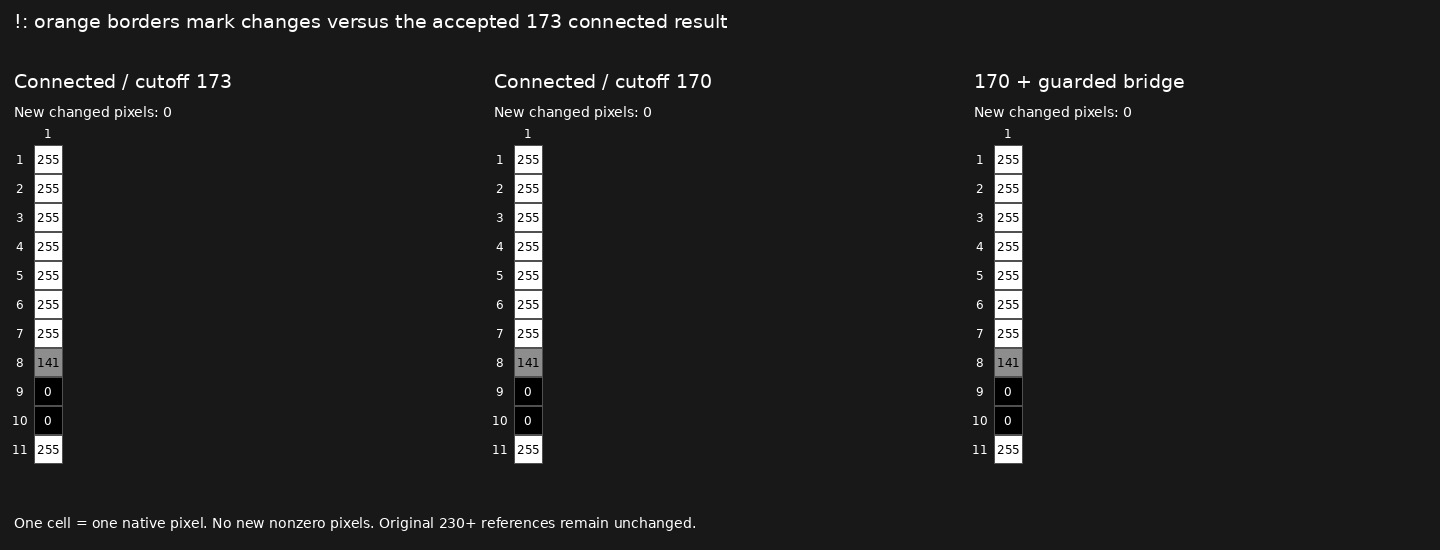 !: orange borders mark changes versus the accepted 173 connected result
Connected / cutoff 173 Connected / cutoff 170 170 + guarded bridge
New changed pixels: 0 New changed pixels: 0 New changed pixels: 0
1 1 1
1 255 1 255 1 255
2 255 2 255 2 255
3 255 3 255 3 255
4 255 4 255 4 255
5 255 5 255 5 255
6 255 6 255 6 255
7 255 7 255 7 255
8 141 8 141 8 141
9 0 9 0 9 0
10 0 10 0 10 0
11 255 11 255 11 255
One cell = one native pixel. No new nonzero pixels. Original 230+ references remain unchanged.